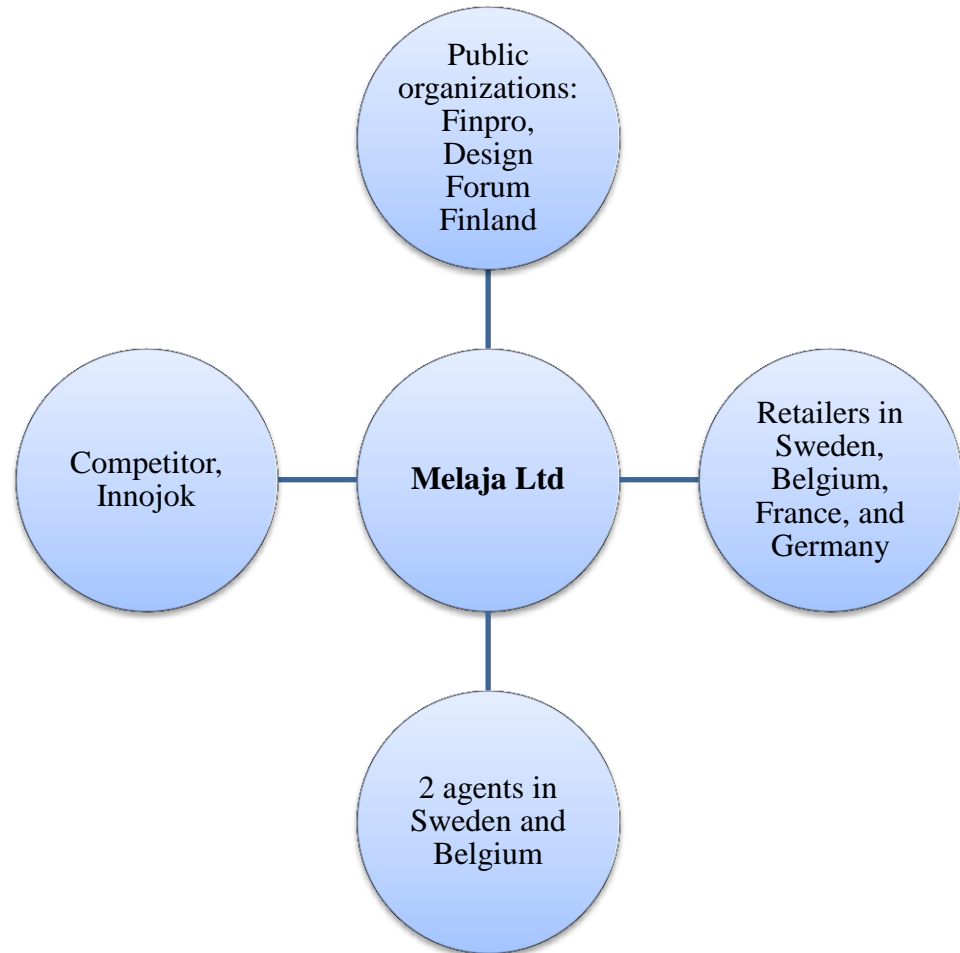 Public
organizations:
Finpro,
Design
Forum
Finland
Competitor,
Innojok
Melaja Ltd
Retailers in
Sweden,
Belgium,
France, and
Germany
2 agents in
Sweden and
Belgium